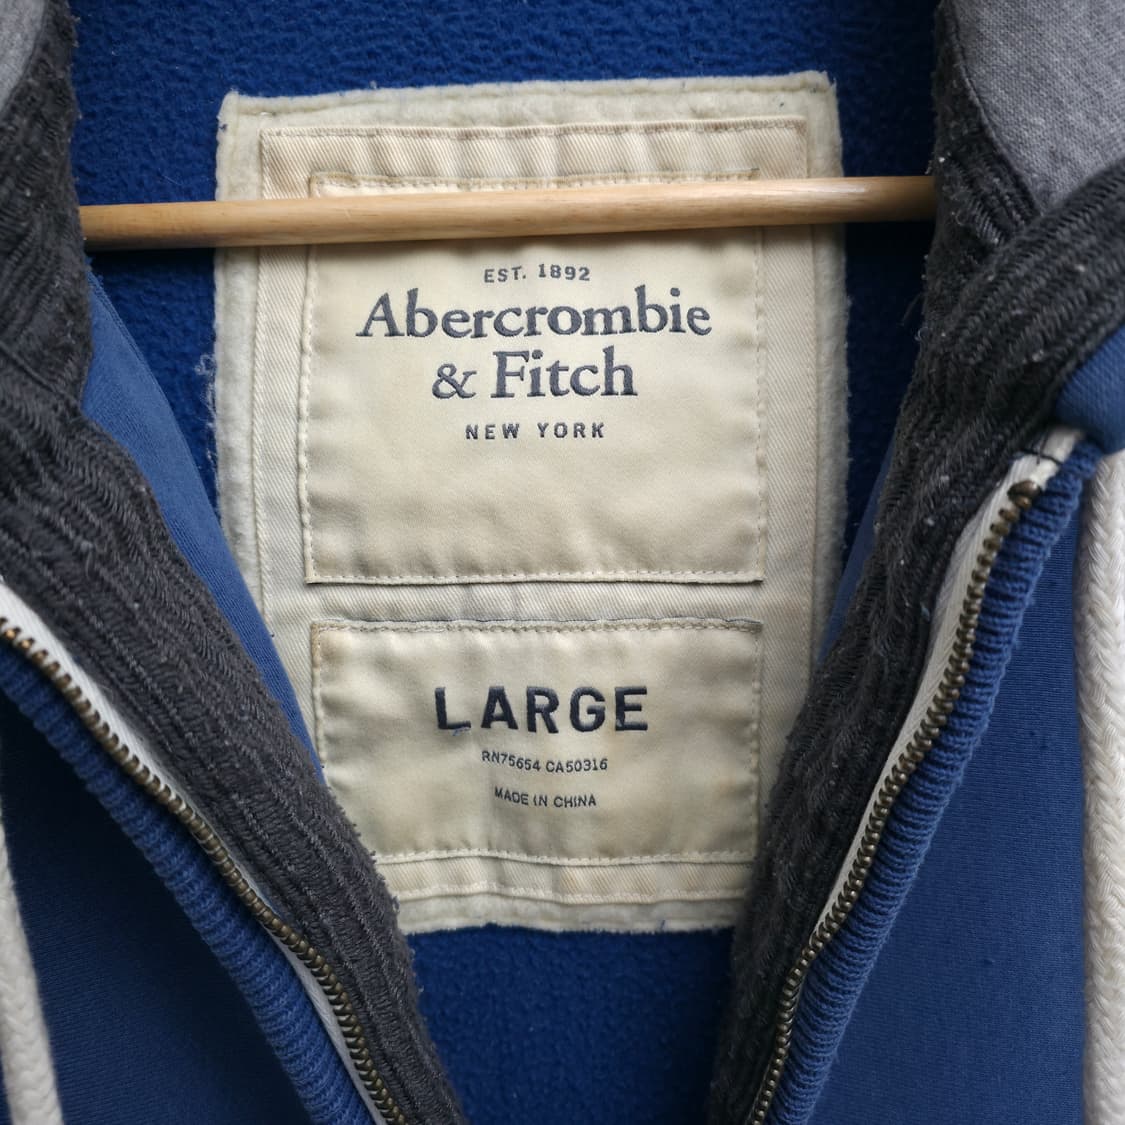 EST. 1892
Abercrombie
& Fitch
NEW YORK
LARGE
RN75654 CA50316
MADE IN CHINA